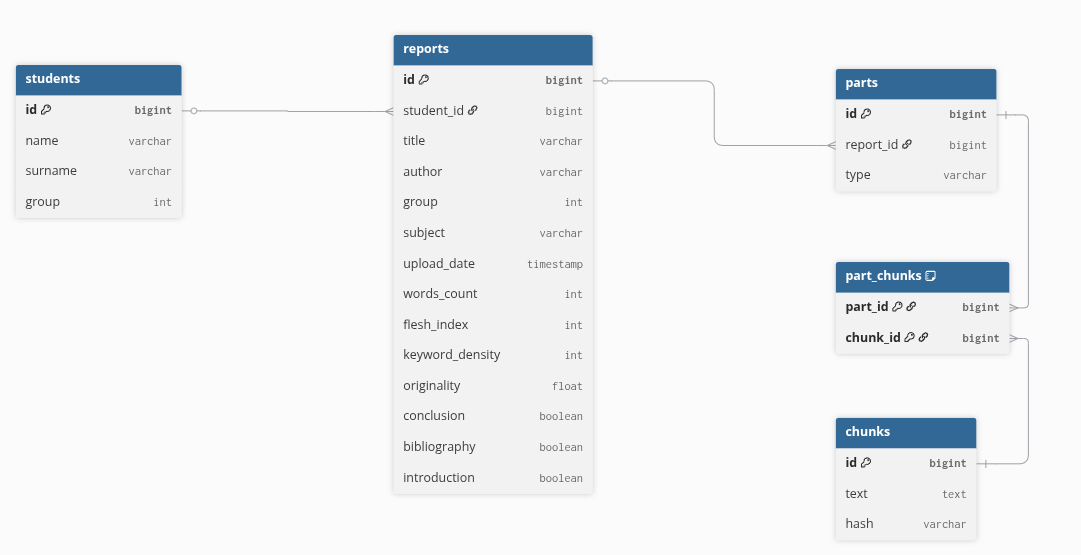 students
id bigint
name varchar
surname varchar
group int
reports
id bigint
student_id bigint
title varchar
author varchar
group int
subject varchar
upload_date timestamp
words_count int
flesh_index int
keyword_density int
originality float
conclusion boolean
bibliography boolean
introduction boolean
parts
id bigint
report_id bigint
type varchar
part_chunks
part_id bigint
chunk_id bigint
chunks
id bigint
text text
hash varchar